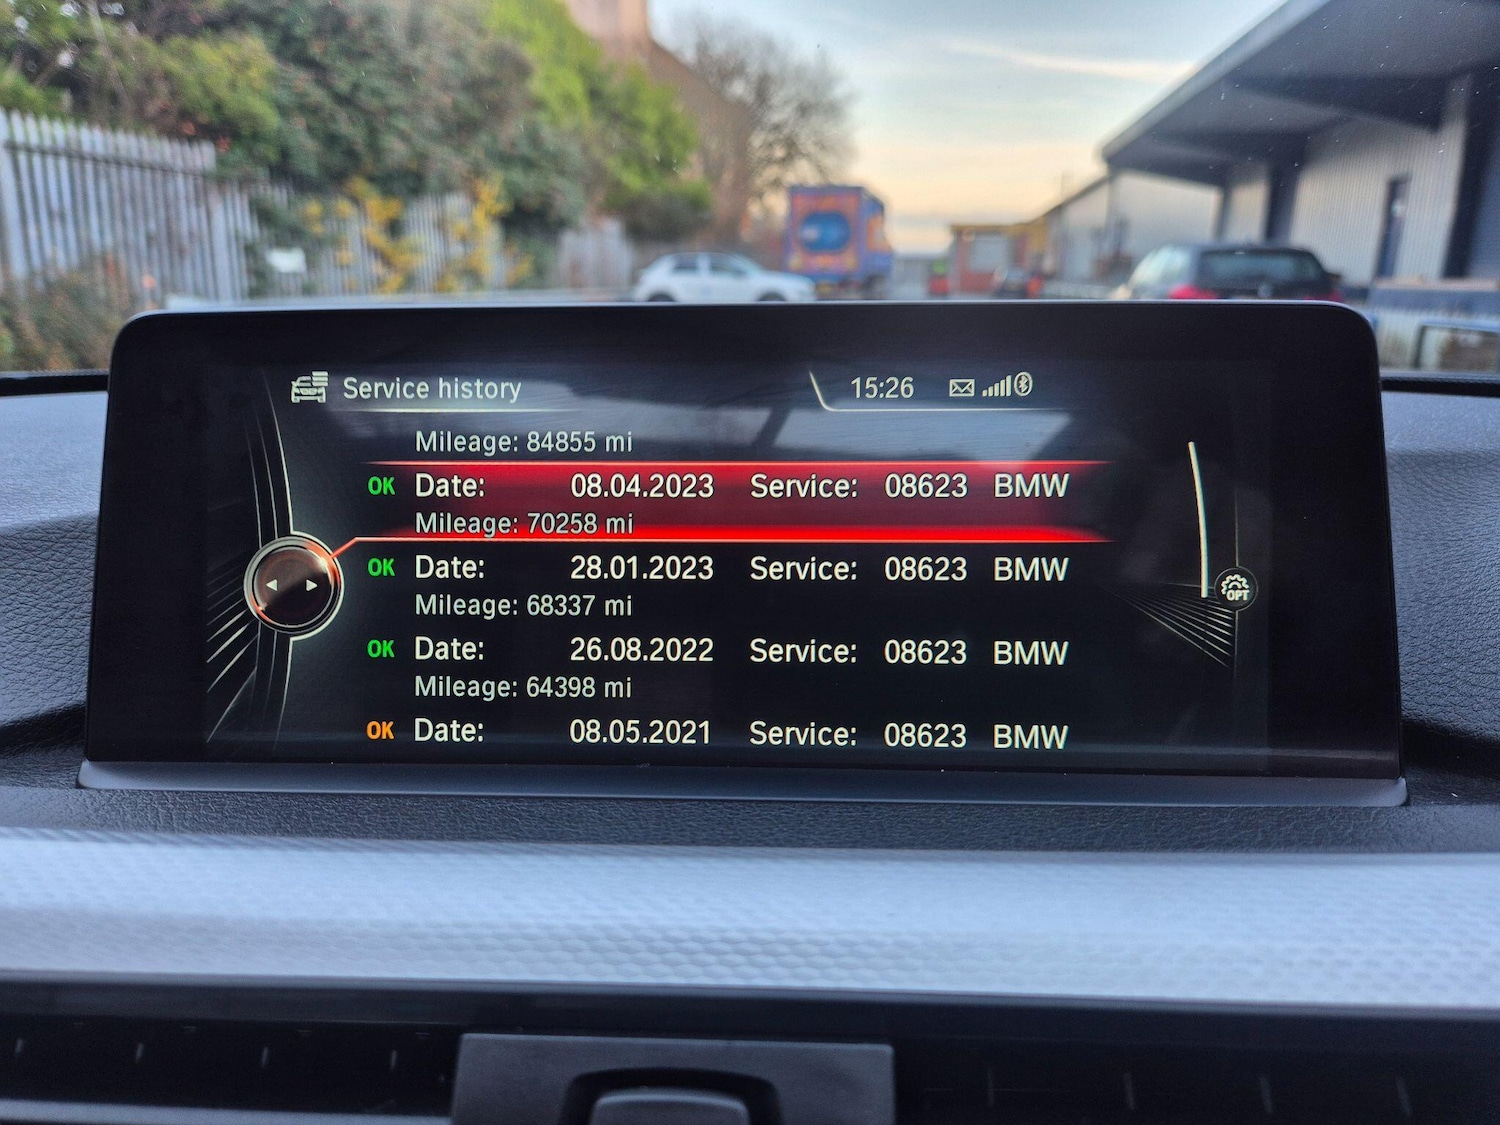 Service history 15:26
Mileage: 84855 mi
OK Date: 08.04.2023 Service: 08623 BMW
Mileage: 70258 mi
OK Date: 28.01.2023 Service: 08623 BMW
Mileage: 68337 mi
OK Date: 26.08.2022 Service: 08623 BMW
Mileage: 64398 mi
OK Date: 08.05.2021 Service: 08623 BMW
OPT